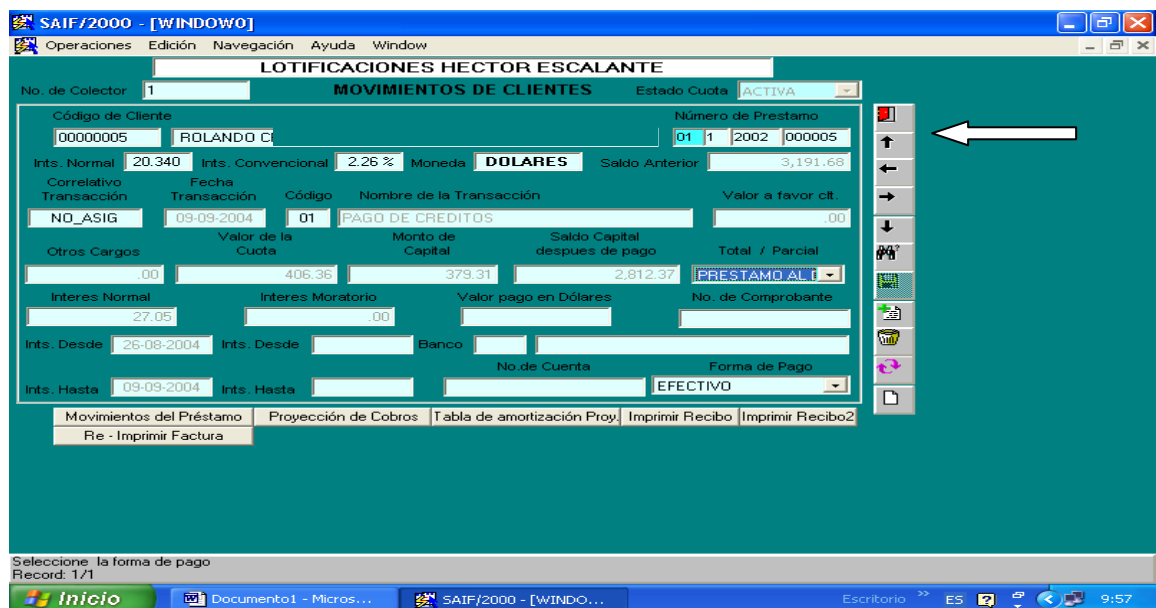 SAIF/2000 - [WINDOW0]
Operaciones Edición Navegación Ayuda Window
LOTIFICACIONES HECTOR ESCALANTE
No. de Colector 1 MOVIMIENTOS DE CLIENTES Estado Cuota ACTIVA
Código de Cliente Número de Prestamo
00000005 ROLANDO 01 1 2002 000005
Ints. Normal 20.340 Ints. Convencional 2.26 % Moneda DOLARES Saldo Anterior 3,191.68
Correlativo Fecha
Transacción Transacción Código Nombre de la Transacción Valor a favor clt.
NO_ASIG 09-09-2004 01 PAGO DE CREDITOS .00
Valor de la Monto de Saldo Capital
Otros Cargos Cuota Capital despues de pago Total / Parcial
.00 406.36 379.31 2,812.37 PRESTAMO AL
Interes Normal Interes Moratorio Valor pago en Dólares No. de Comprobante
27.05 .00
Ints. Desde 26-08-2004 Ints. Desde Banco
No.de Cuenta Forma de Pago
Ints. Hasta 09-09-2004 Ints. Hasta EFECTIVO
Movimientos del Préstamo Proyección de Cobros Tabla de amortización Proy. Imprimir Recibo Imprimir Recibo2
Re - Imprimir Factura
Seleccione la forma de pago
Record: 1/1
Inicio Documento1 - Micros... SAIF/2000 - [WINDO... Escritorio » ES 9:57